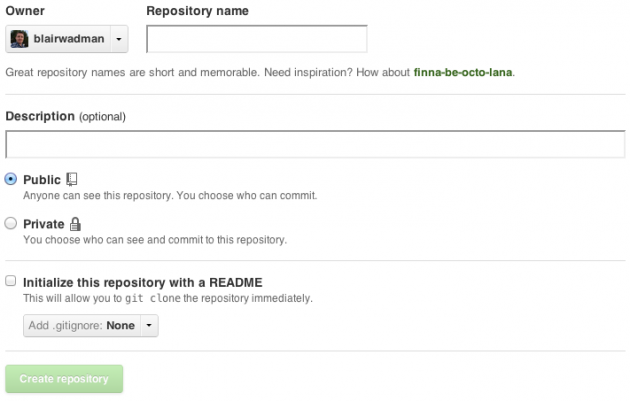 Owner Repository name
blairwadman
Great repository names are short and memorable. Need inspiration? How about finna-be-octo-lana.
Description (optional)
Public
Anyone can see this repository. You choose who can commit.
Private
You choose who can see and commit to this repository.
Initialize this repository with a README
This will allow you to git clone the repository immediately.
Add .gitignore: None
Create repository